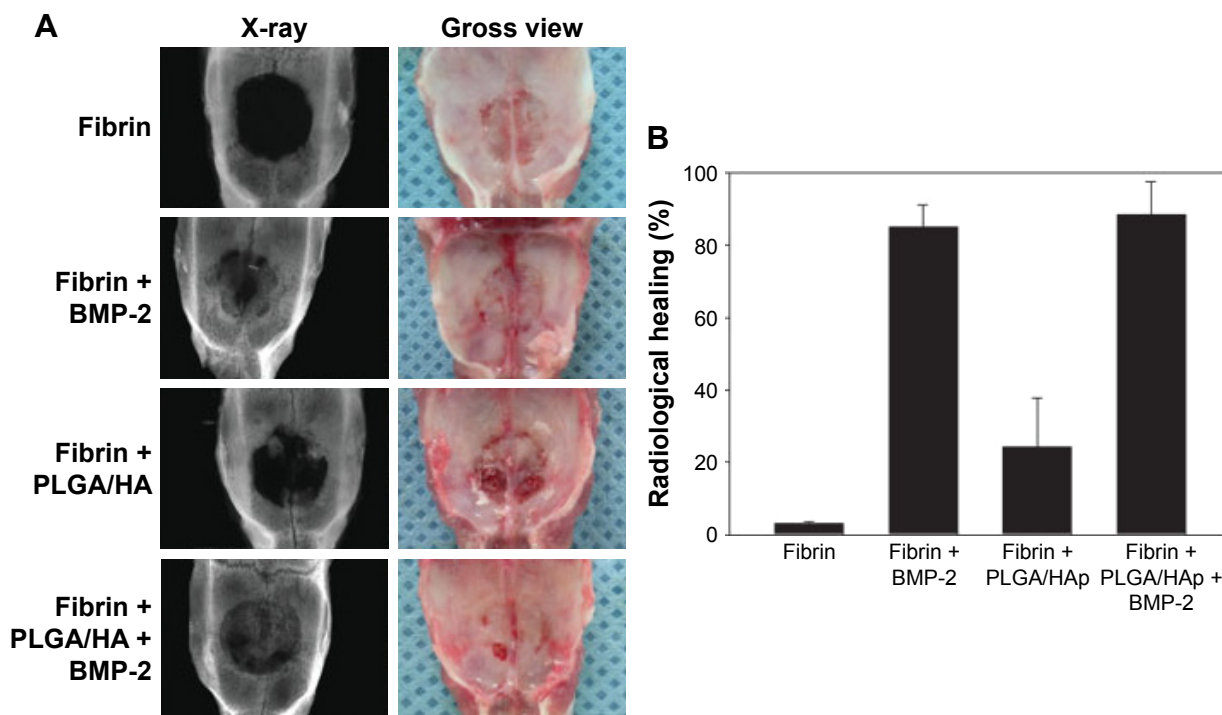 A
X-ray
Gross view
Fibrin
Fibrin +
BMP-2
Fibrin +
PLGA/HA
Fibrin +
PLGA/HA +
BMP-2
B
Radiological healing (%)
100
80
60
40
20
0
Fibrin
Fibrin +
BMP-2
Fibrin +
PLGA/HAp
Fibrin +
PLGA/HAp +
BMP-2